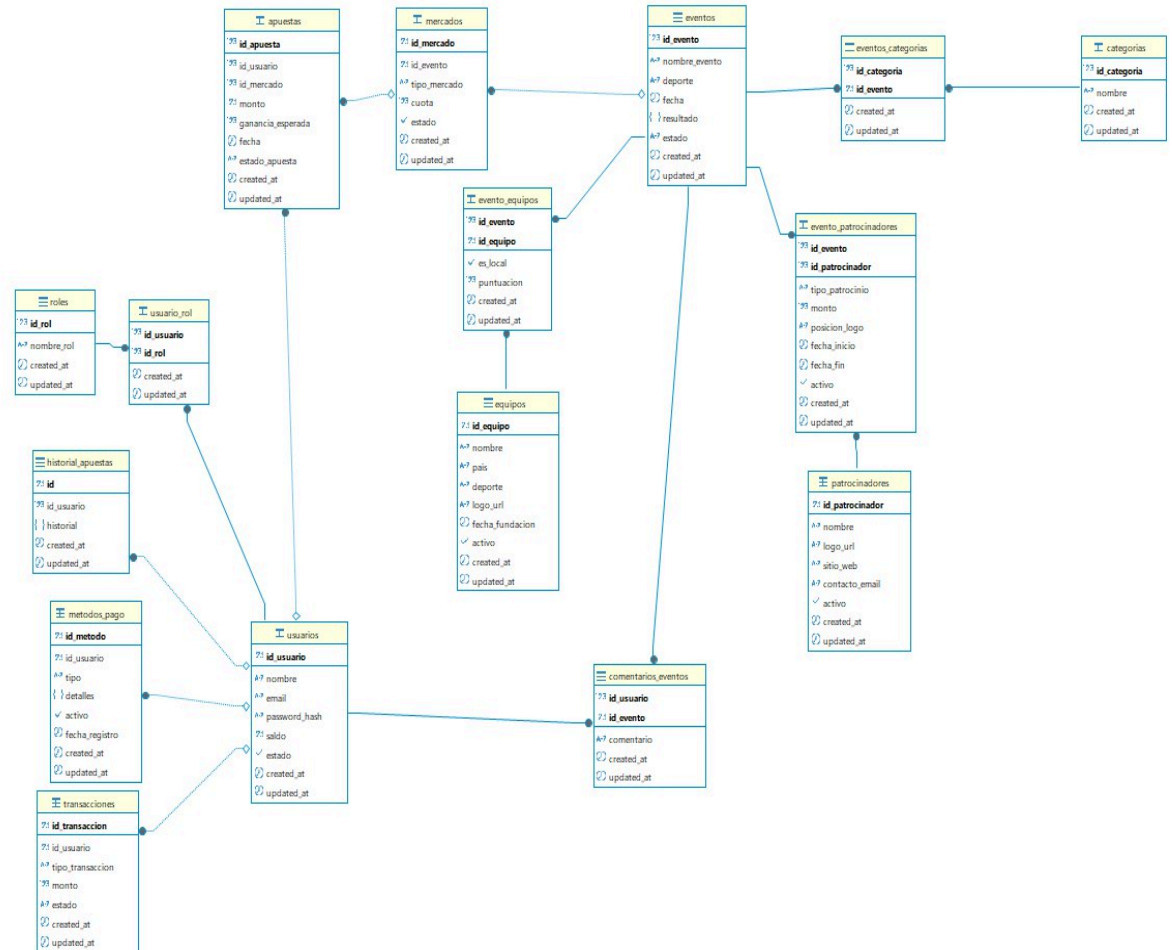 apuestas
id_apuesta
id_usuario
id_mercado
monto
ganancia_esperada
fecha
estado_apuesta
created_at
updated_at
mercados
id_mercado
id_evento
tipo_mercado
cuota
estado
created_at
updated_at
eventos
id_evento
nombre_evento
deporte
fecha
resultado
estado
created_at
updated_at
eventos_categorias
id_categoria
id_evento
created_at
updated_at
categorias
id_categoria
nombre
created_at
updated_at
evento_equipos
id_evento
id_equipo
es_local
puntuacion
created_at
updated_at
evento_patrocinadores
id_evento
id_patrocinador
tipo_patrocinio
monto
posicion_logo
fecha_inicio
fecha_fin
activo
created_at
updated_at
roles
id_rol
nombre_rol
created_at
updated_at
usuario_rol
id_usuario
id_rol
created_at
updated_at
equipos
id_equipo
nombre
pais
deporte
logo_url
fecha_fundacion
activo
created_at
updated_at
historial_apuestas
id
id_usuario
historial
created_at
updated_at
patrocinadores
id_patrocinador
nombre
logo_url
sitio_web
contacto_email
activo
created_at
updated_at
metodos_pago
id_metodo
id_usuario
tipo
detalles
activo
fecha_registro
created_at
updated_at
usuarios
id_usuario
nombre
email
password_hash
saldo
estado
created_at
updated_at
comentarios_eventos
id_usuario
id_evento
comentario
created_at
updated_at
transacciones
id_transaccion
id_usuario
tipo_transaccion
monto
estado
created_at
updated_at